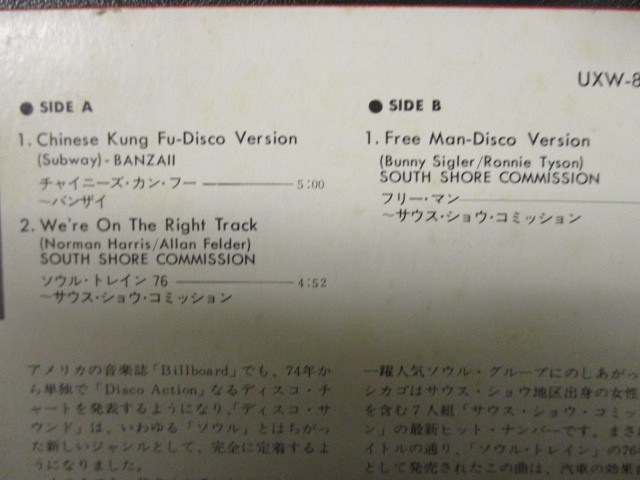 UXW-8
● SIDE A
1. Chinese Kung Fu-Disco Version
(Subway) - BANZAII
チャイニーズ・カン・フー 5:00
～バンザイ
2. We're On The Right Track
(Norman Harris/Allan Felder)
SOUTH SHORE COMMISSION
ソウル・トレイン 76 4:52
～サウス・ショウ・コミッション
● SIDE B
1. Free Man-Disco Version
(Bunny Sigler/Ronnie Tyson)
SOUTH SHORE COMMISSION
フリー・マン
～サウス・ショウ・コミッション
アメリカの音楽誌「Billboard」でも、74年か
ら単独で「Disco Action」なるディスコ・チ
ャートを発表するようになり、「ディスコ・サ
ウンド」は、いわゆる「ソウル」とはちがっ
た新しいジャンルとして、完全に定着するよ
うになりました。
一躍人気ソウル・グループにのしあがっ
シカゴはサウス・ショウ地区出身の女性
を含む7人組「サウス・ショウ・コミッ
ン」の最新ヒット・ナンバーです。まさに
イトルの通り、「ソウル・トレイン」の76
として発売されたこの曲は、汽車の効果音